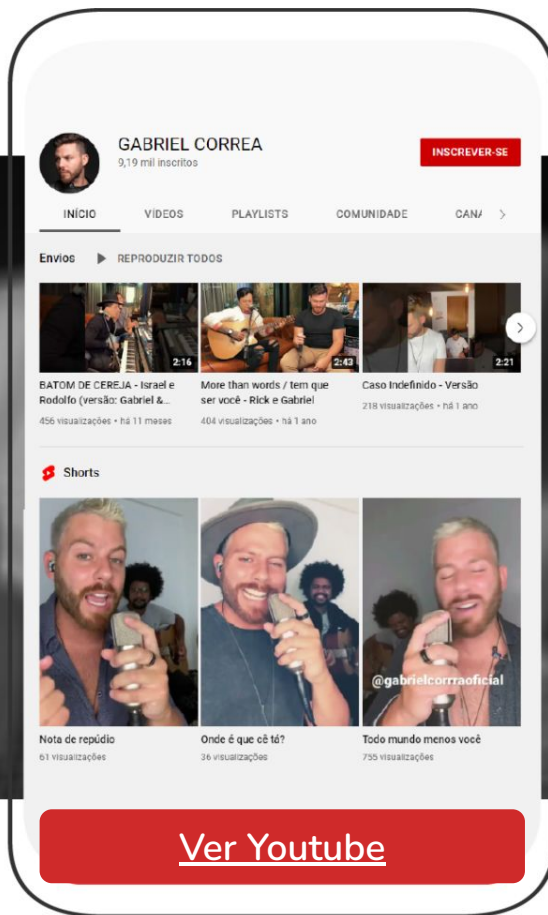 GABRIEL CORREA
9,19 mil inscritos
INSCREVER-SE
INÍCIO VÍDEOS PLAYLISTS COMUNIDADE CANA
Envios REPRODUZIR TODOS
2:16
2:43
2:21
BATOM DE CEREJA - Israel e
Rodolfo (versão: Gabriel &...
456 visualizações • há 11 meses
More than words / tem que
ser você - Rick e Gabriel
404 visualizações • há 1 ano
Caso Indefinido - Versão
218 visualizações • há 1 ano
Shorts
@gabrielcorrraoficial
Nota de repúdio
61 visualizações
Onde é que cê tá?
36 visualizações
Todo mundo menos você
755 visualizações
Ver Youtube